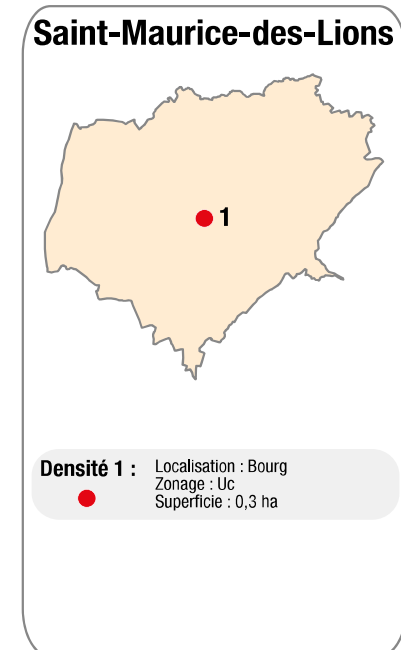 Saint-Maurice-des-Lions
1
Densité 1 :
Localisation : Bourg
Zonage : Uc
Superficie : 0,3 ha